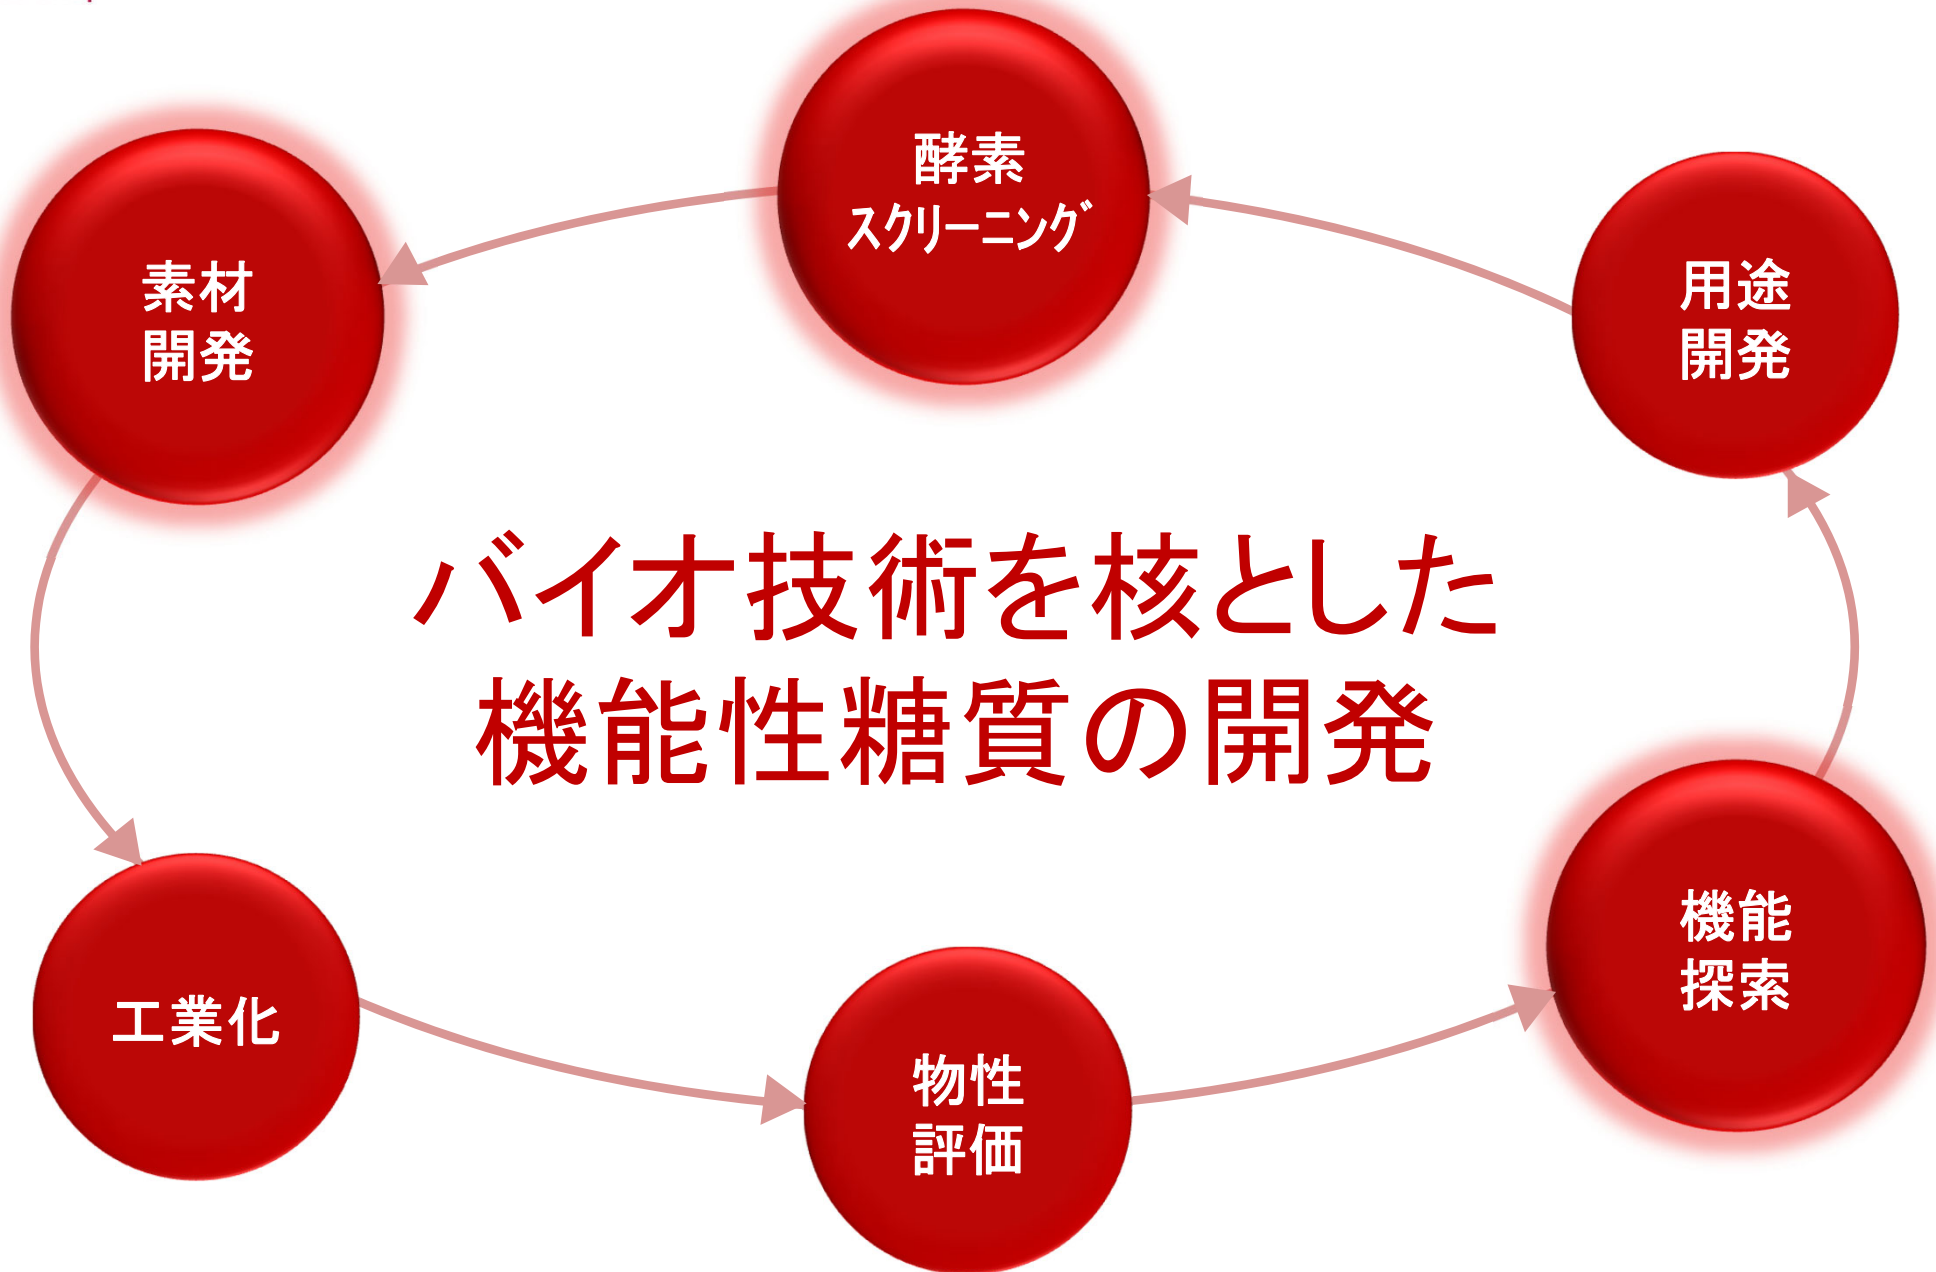 酵素
スクリーニング
素材
開発
用途
開発
バイオ技術を核とした
機能性糖質の開発
機能
探索
工業化
物性
評価